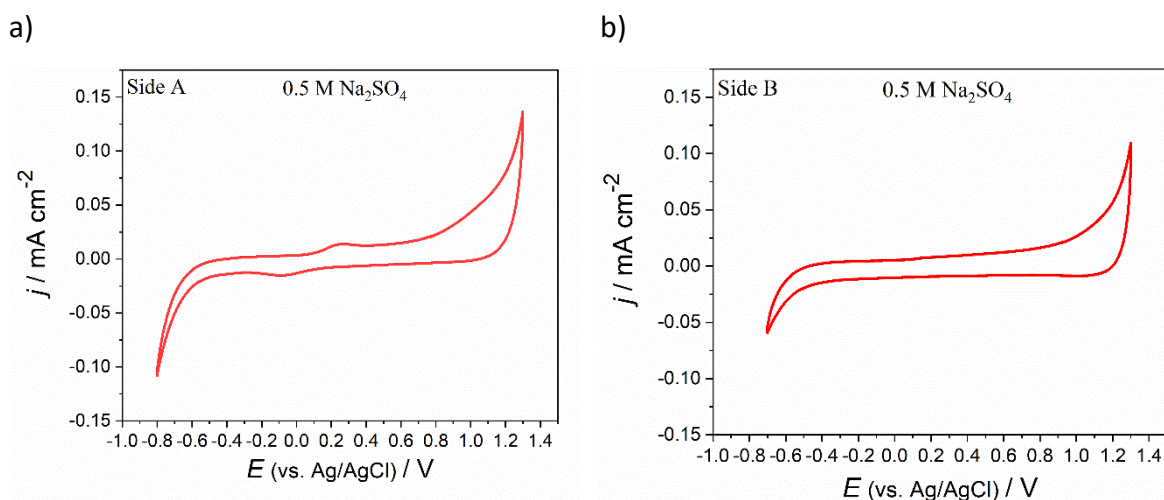 a)
Side A
0.5 M Na₂SO₄
0.15
0.10
0.05
0.00
-0.05
-0.10
-0.15
j / mA cm⁻²
-1.0 -0.8 -0.6 -0.4 -0.2 0.0 0.2 0.4 0.6 0.8 1.0 1.2 1.4
E (vs. Ag/AgCl) / V
b)
Side B
0.5 M Na₂SO₄
0.15
0.10
0.05
0.00
-0.05
-0.10
-0.15
j / mA cm⁻²
-1.0 -0.8 -0.6 -0.4 -0.2 0.0 0.2 0.4 0.6 0.8 1.0 1.2 1.4
E (vs. Ag/AgCl) / V